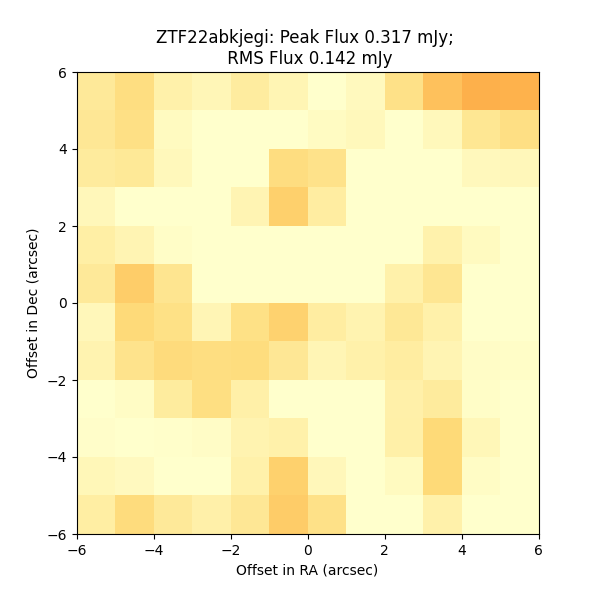 ZTF22abkjegi: Peak Flux 0.317 mJy;
RMS Flux 0.142 mJy
6
4
2
0
−2
−4
−6
Offset in Dec (arcsec)
−6 −4 −2 0 2 4 6
Offset in RA (arcsec)